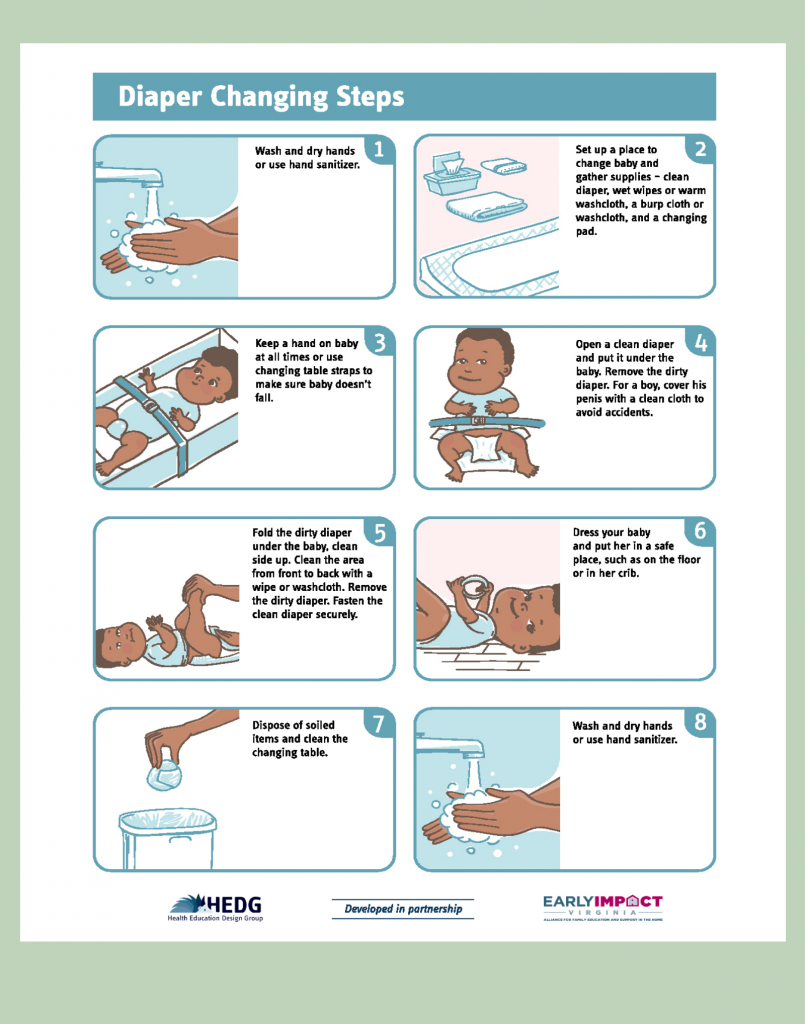 Diaper Changing Steps
1
Wash and dry hands
or use hand sanitizer.
2
Set up a place to
change baby and
gather supplies – clean
diaper, wet wipes or warm
washcloth, a burp cloth or
washcloth, and a changing
pad.
3
Keep a hand on baby
at all times or use
changing table straps to
make sure baby doesn't
fall.
4
Open a clean diaper
and put it under the
baby. Remove the dirty
diaper. For a boy, cover his
penis with a clean cloth to
avoid accidents.
5
Fold the dirty diaper
under the baby, clean
side up. Clean the area
from front to back with a
wipe or washcloth. Remove
the dirty diaper. Fasten the
clean diaper securely.
6
Dress your baby
and put her in a safe
place, such as on the floor
or in her crib.
7
Dispose of soiled
items and clean the
changing table.
8
Wash and dry hands
or use hand sanitizer.
HEDG
Health Education Design Group
Developed in partnership
EARLY IMPACT
VIRGINIA
ALLIANCE FOR FAMILY EDUCATION AND SUPPORT IN THE HOME